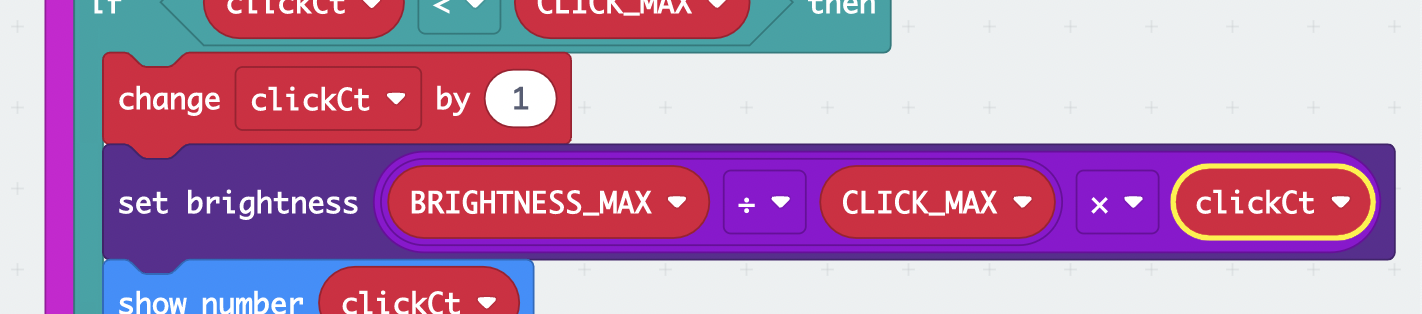 if clickCt < CLICK_MAX then
change clickCt by 1
set brightness BRIGHTNESS_MAX ÷ CLICK_MAX × clickCt
show number clickCt